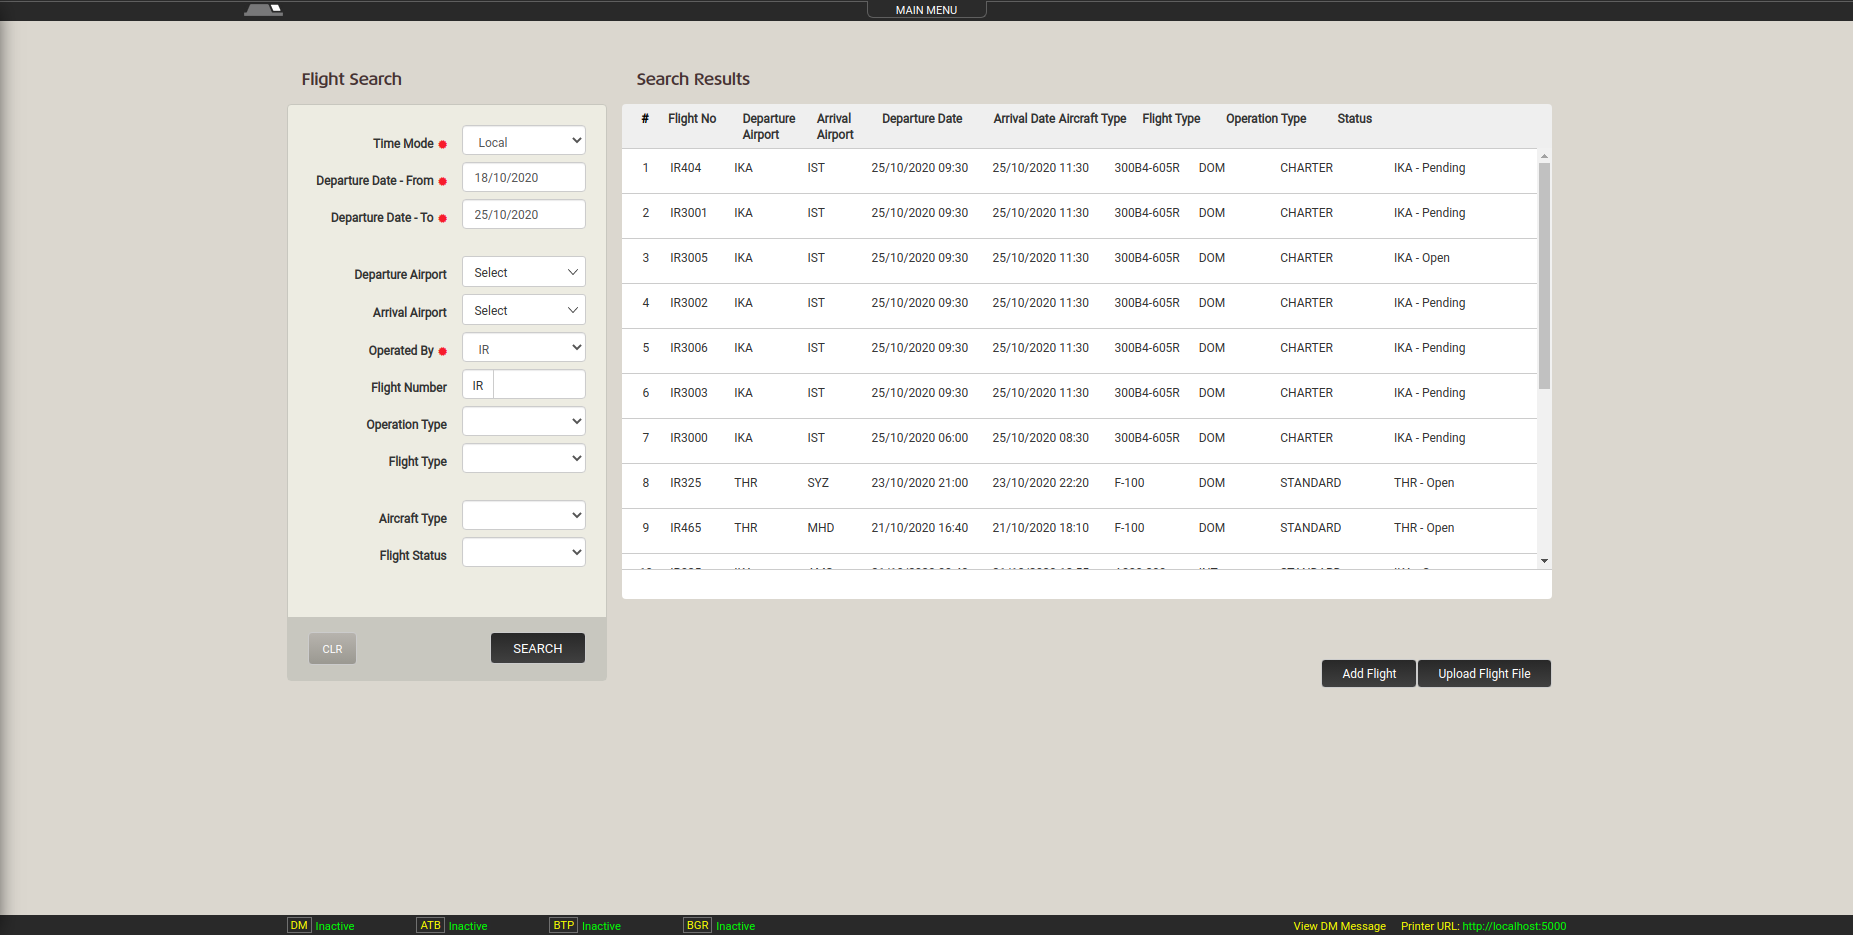 MAIN MENU
Flight Search
Time Mode
Local
Departure Date - From
18/10/2020
Departure Date - To
25/10/2020
Departure Airport
Select
Arrival Airport
Select
Operated By
IR
Flight Number
IR
Operation Type
Flight Type
Aircraft Type
Flight Status
CLR
SEARCH
Search Results
# Flight No Departure Airport Arrival Airport Departure Date Arrival Date Aircraft Type Flight Type Operation Type Status
1 IR404 IKA IST 25/10/2020 09:30 25/10/2020 11:30 300B4-605R DOM CHARTER IKA - Pending
2 IR3001 IKA IST 25/10/2020 09:30 25/10/2020 11:30 300B4-605R DOM CHARTER IKA - Pending
3 IR3005 IKA IST 25/10/2020 09:30 25/10/2020 11:30 300B4-605R DOM CHARTER IKA - Open
4 IR3002 IKA IST 25/10/2020 09:30 25/10/2020 11:30 300B4-605R DOM CHARTER IKA - Pending
5 IR3006 IKA IST 25/10/2020 09:30 25/10/2020 11:30 300B4-605R DOM CHARTER IKA - Pending
6 IR3003 IKA IST 25/10/2020 09:30 25/10/2020 11:30 300B4-605R DOM CHARTER IKA - Pending
7 IR3000 IKA IST 25/10/2020 06:00 25/10/2020 08:30 300B4-605R DOM CHARTER IKA - Pending
8 IR325 THR SYZ 23/10/2020 21:00 23/10/2020 22:20 F-100 DOM STANDARD THR - Open
9 IR465 THR MHD 21/10/2020 16:40 21/10/2020 18:10 F-100 DOM STANDARD THR - Open
Add Flight
Upload Flight File
DM Inactive
ATB Inactive
BTP Inactive
BGR Inactive
View DM Message
Printer URL: http://localhost:5000